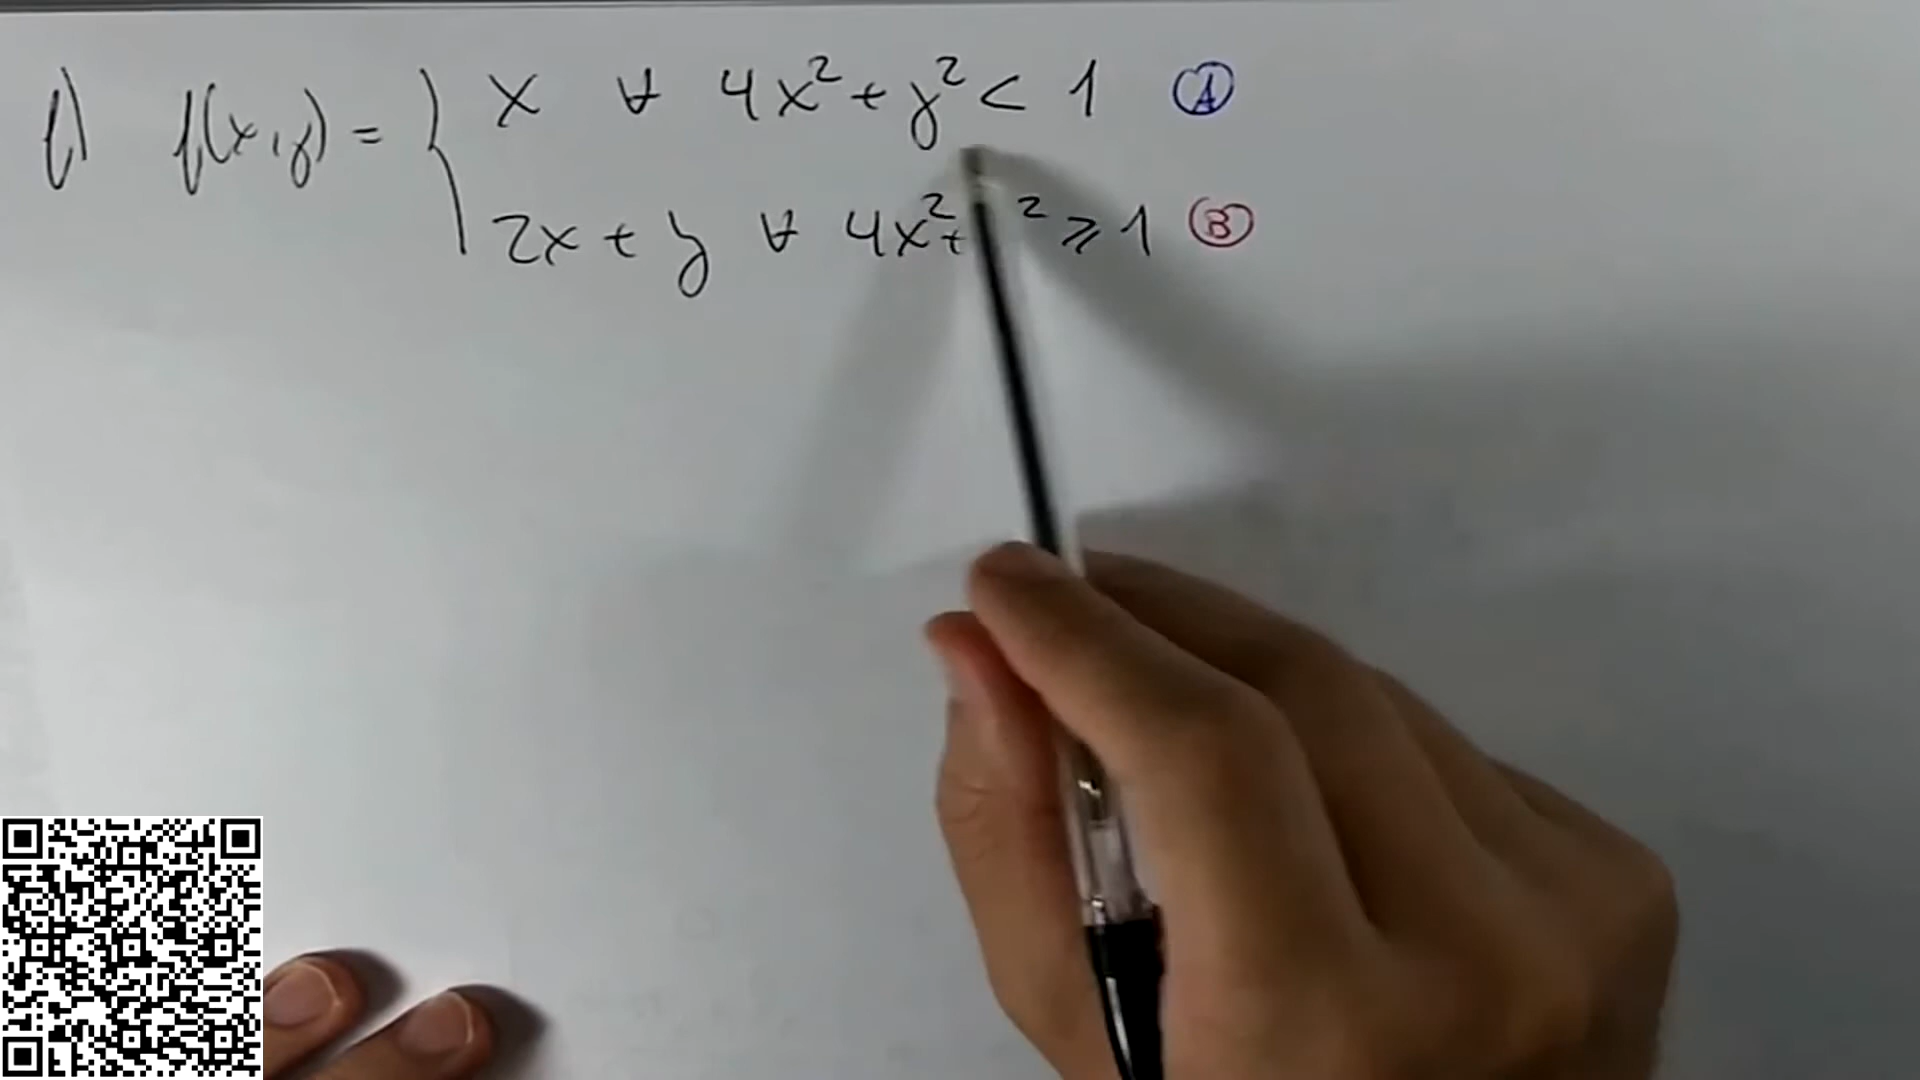 f) f(x,y) = { x ∀ 4x² + y² < 1 Ⓐ
2x + y ∀ 4x² + ² ≥ 1 Ⓑ